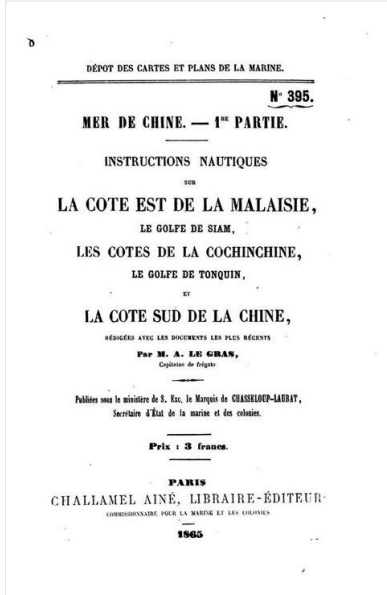 DÉPOT DES CARTES ET PLANS DE LA MARINE.
N° 395.
MER DE CHINE. — 1RE PARTIE.
INSTRUCTIONS NAUTIQUES
SUR
LA COTE EST DE LA MALAISIE,
LE GOLFE DE SIAM,
LES COTES DE LA COCHINCHINE,
LE GOLFE DE TONQUIN,
ET
LA COTE SUD DE LA CHINE,
RÉDIGÉES AVEC LES DOCUMENTS LES PLUS RÉCENTS
Par M. A. LE GRAS,
Capitaine de frégate
Publiées sous le ministère de S. Exc. le Marquis de CHASSELOUP-LAUBAT,
Secrétaire d'État de la marine et des colonies.
Prix : 3 francs.
PARIS
CHALLAMEL AINÉ, LIBRAIRE-ÉDITEUR
COMMISSIONNAIRE POUR LA MARINE ET LES COLONIES
1865